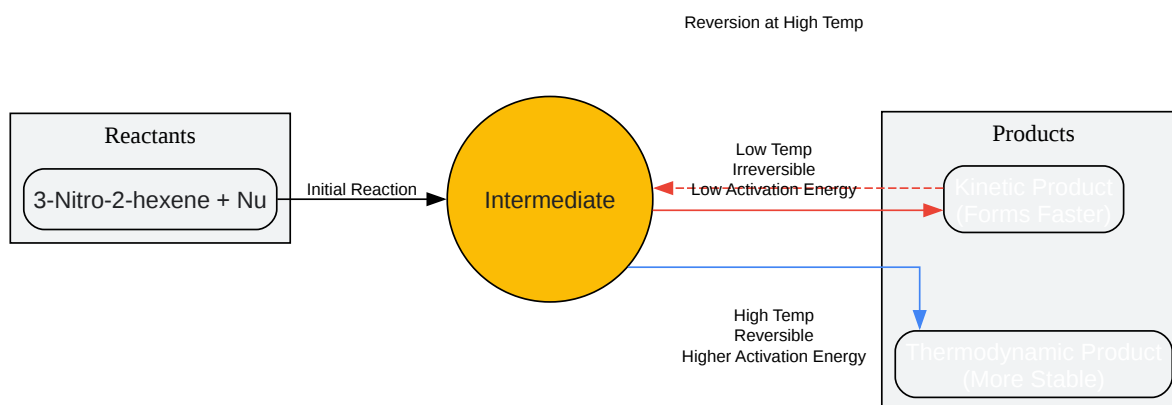 Reversion at High Temp
Reactants
3-Nitro-2-hexene + Nu
Initial Reaction
Intermediate
Low Temp
Irreversible
Low Activation Energy
High Temp
Reversible
Higher Activation Energy
Products
Kinetic Product
(Forms Faster)
Thermodynamic Product
(More Stable)